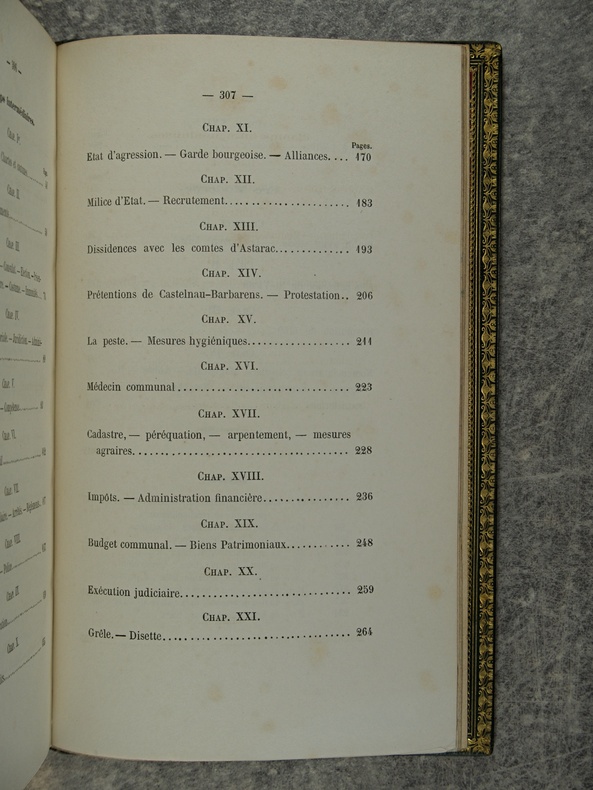 — 307 —
CHAP. XI.
Pages.
Etat d'agression. — Garde bourgeoise. — Alliances.... 170
CHAP. XII.
Milice d'Etat. — Recrutement....................... 183
CHAP. XIII.
Dissidences avec les comtes d'Astarac.............. 193
CHAP. XIV.
Prétentions de Castelnau-Barbarens. — Protestation.. 206
CHAP. XV.
La peste. — Mesures hygiéniques................... 211
CHAP. XVI.
Médecin communal................................ 223
CHAP. XVII.
Cadastre, — péréquation, — arpentement, — mesures
agraires........................................ 228
CHAP. XVIII.
Impôts. — Administration financière................ 236
CHAP. XIX.
Budget communal. — Biens Patrimoniaux............ 248
CHAP. XX.
Exécution judiciaire............................... 259
CHAP. XXI.
Grêle. — Disette.................................. 264